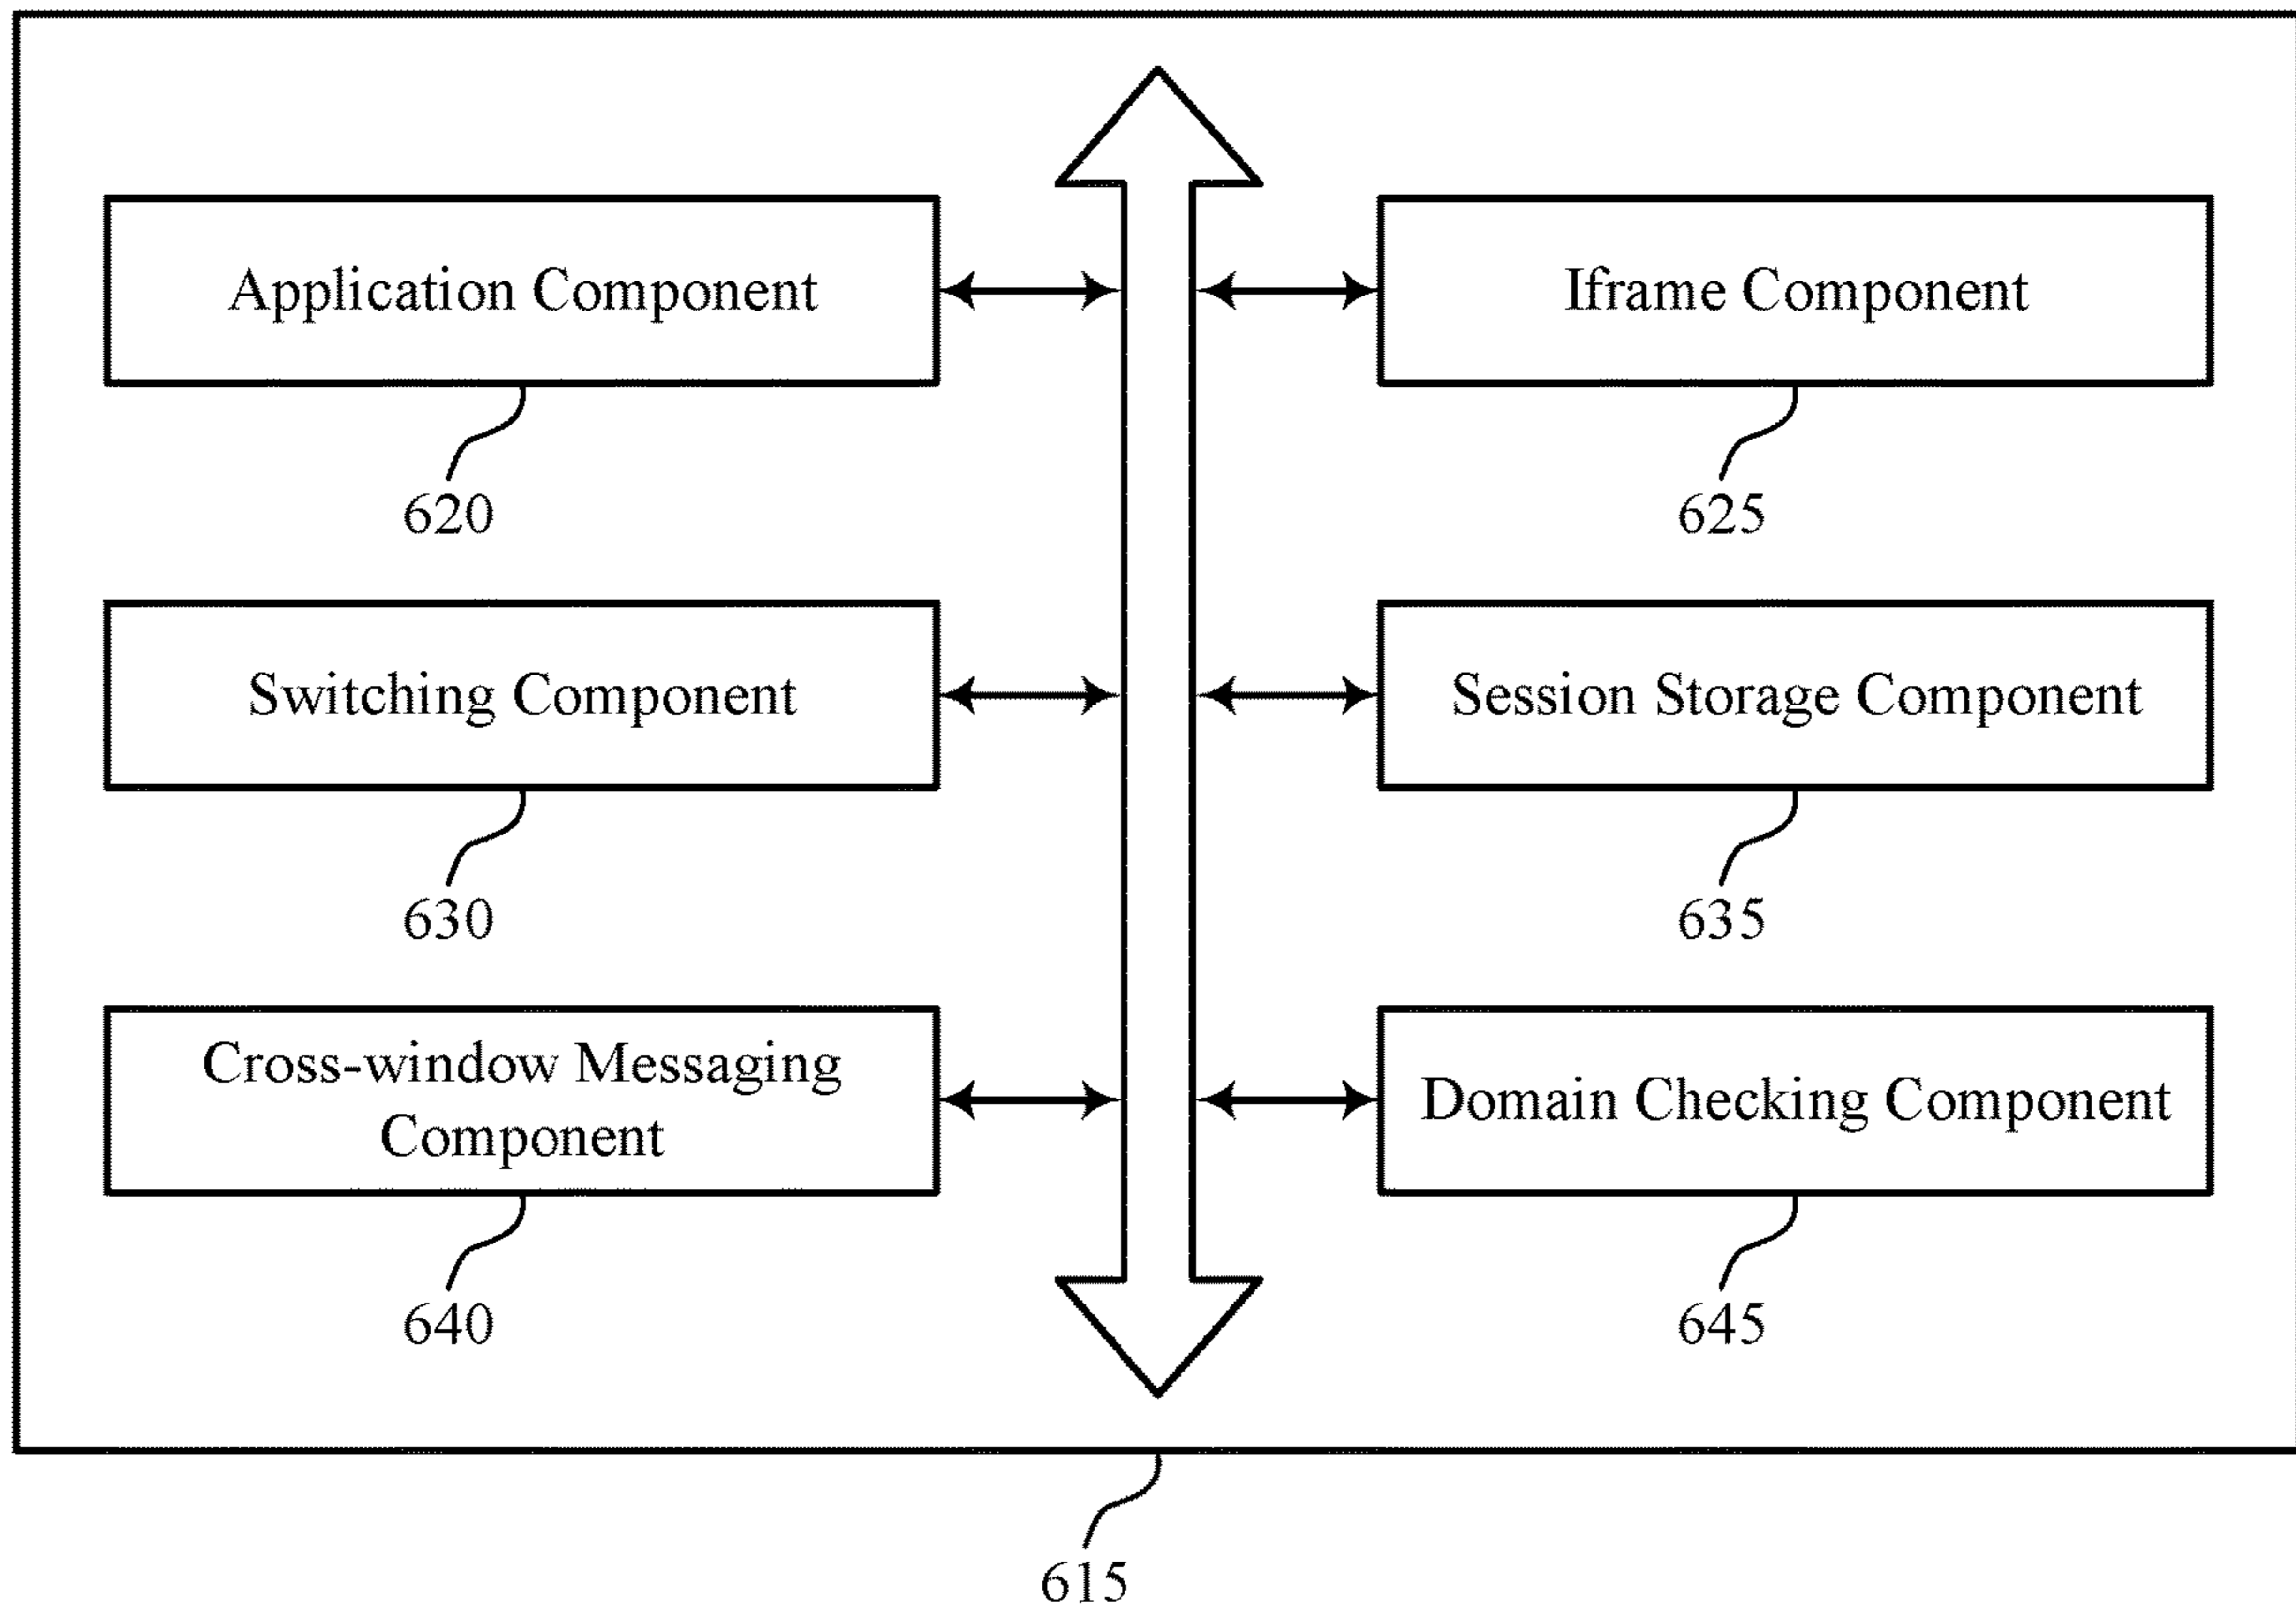 Application Component
Iframe Component
620
625
Switching Component
Session Storage Component
630
635
Cross-window Messaging
Component
Domain Checking Component
640
645
615